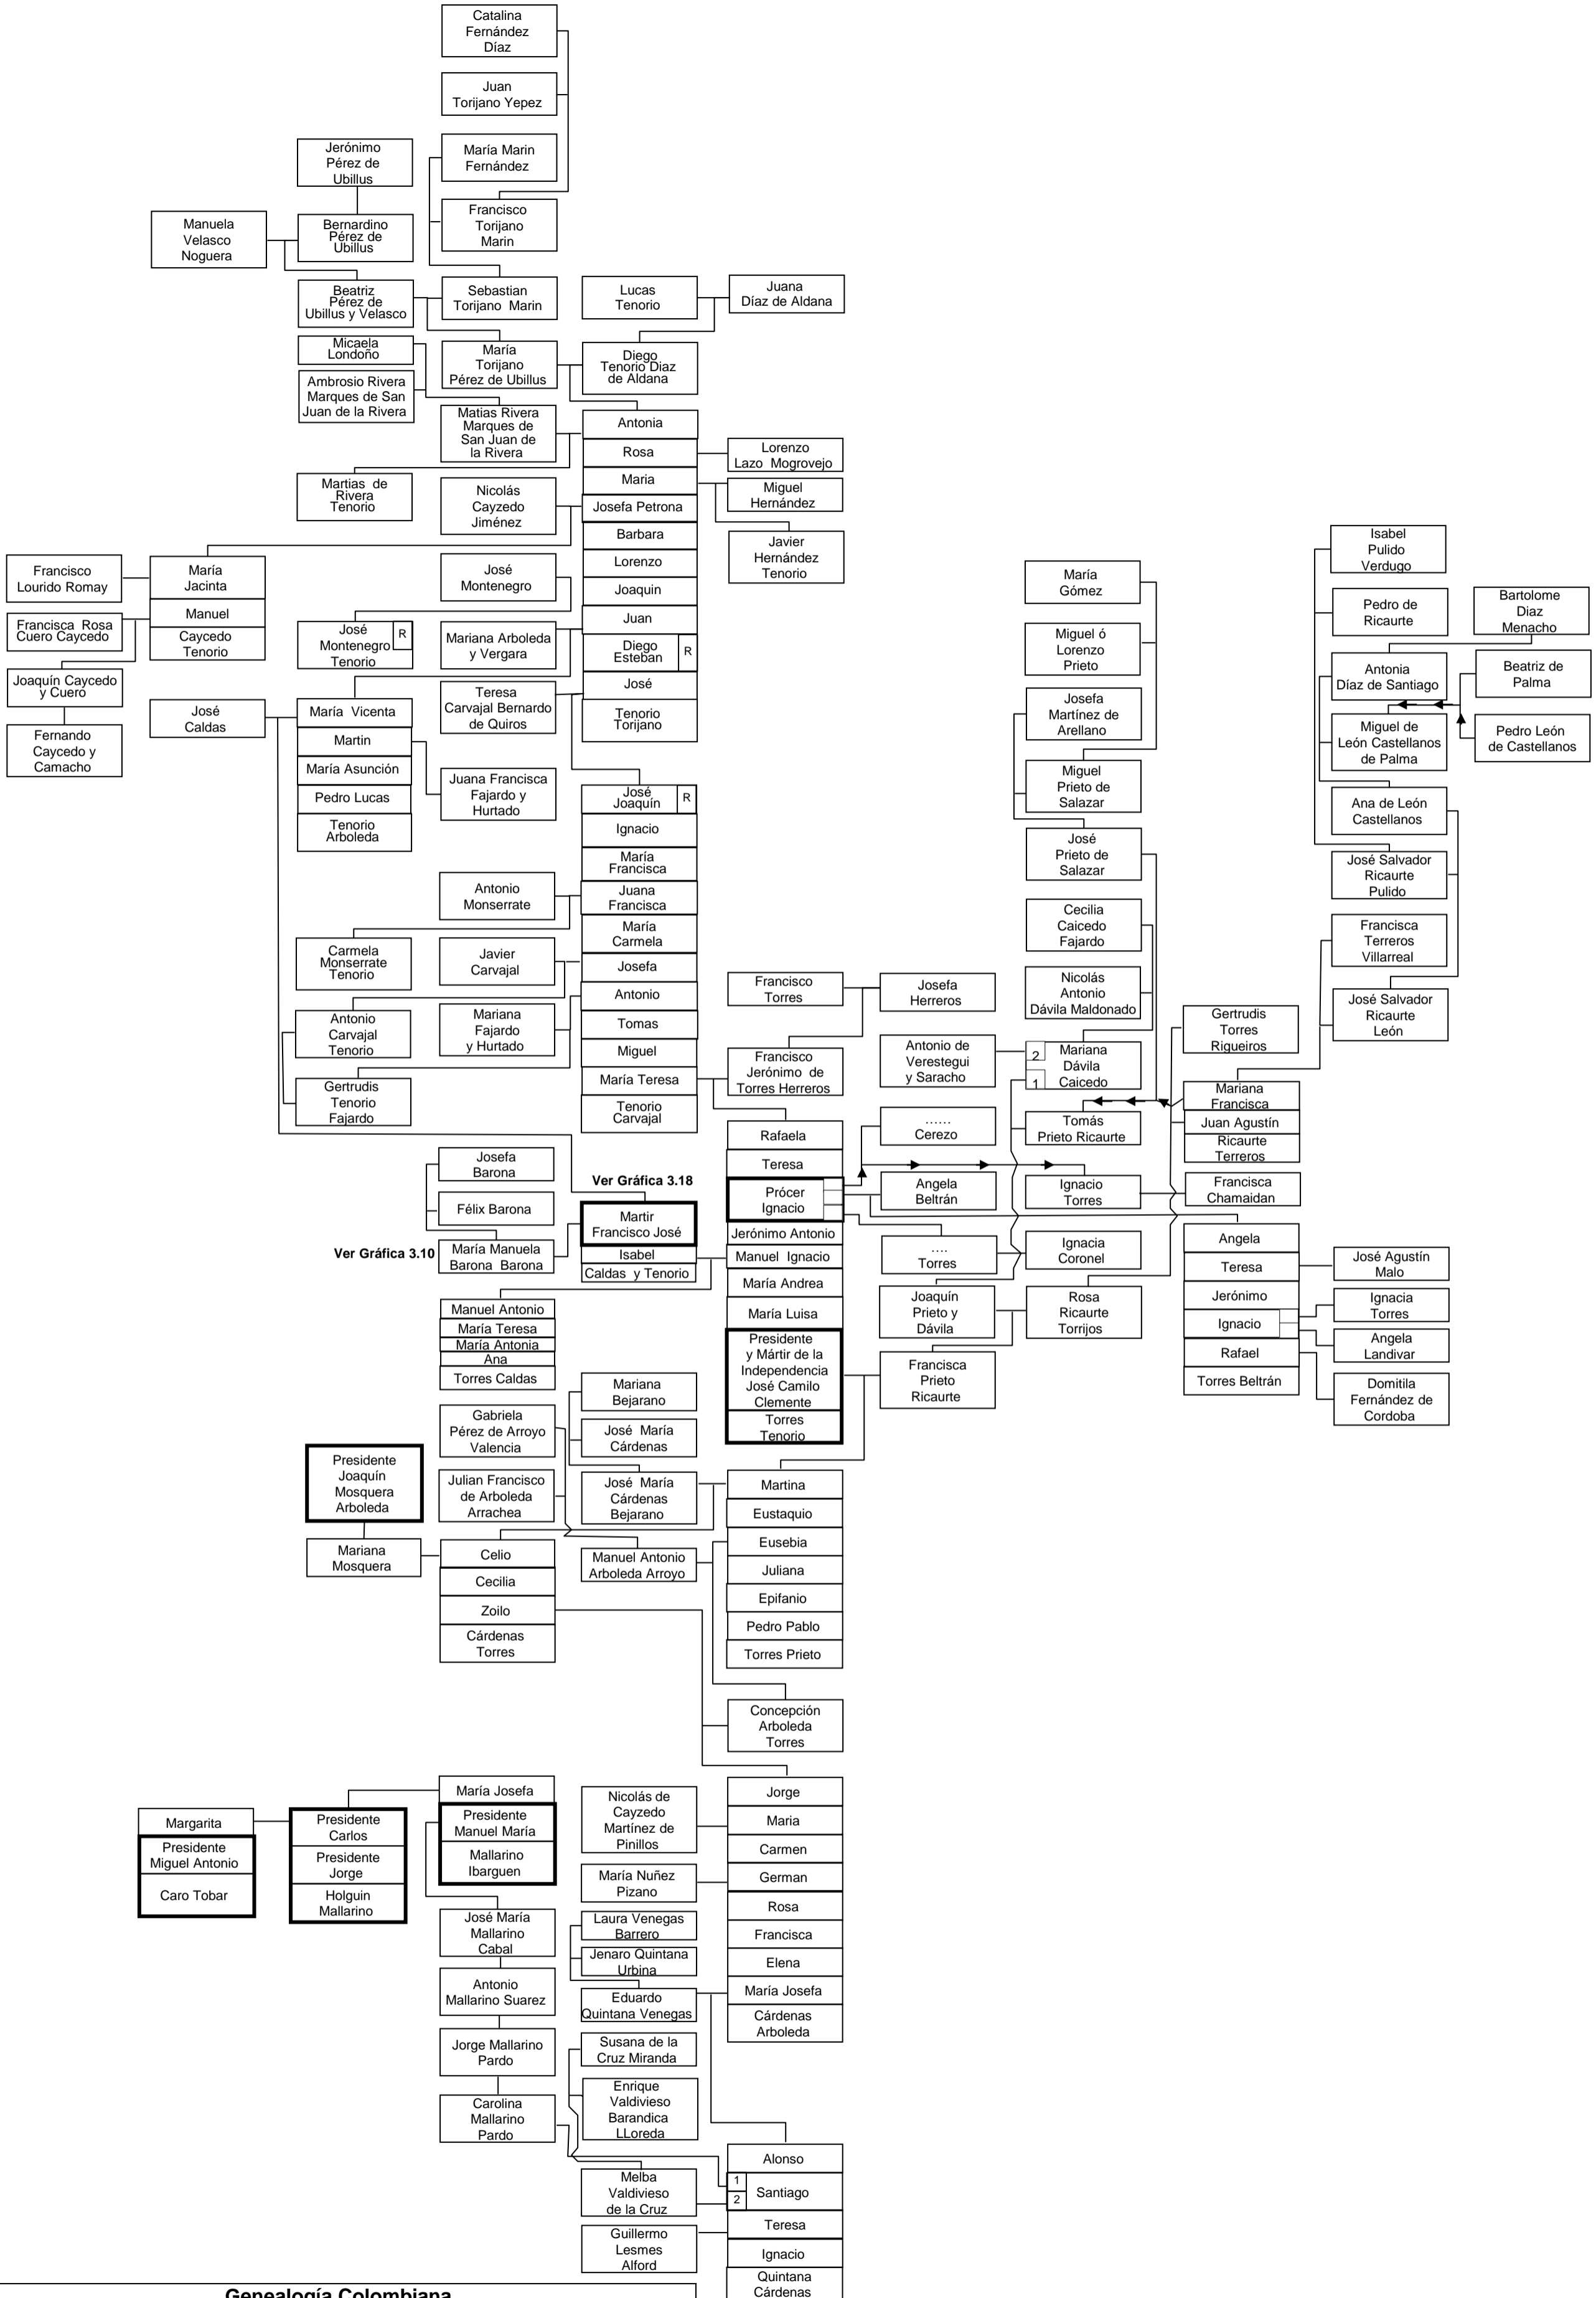 Catalina
Fernández
Díaz
Juan
Torijano Yepez
María Marin
Fernández
Jerónimo
Pérez de
Ubillus
Francisco
Torijano
Marin
Manuela
Velasco
Noguera
Bernardino
Pérez de
Ubillus
Beatriz
Pérez de
Ubillus y Velasco
Sebastian
Torijano Marin
Lucas
Tenorio
Juana
Díaz de Aldana
Micaela
Londoño
María
Torijano
Pérez de Ubillus
Diego
Tenorio Diaz
de Aldana
Ambrosio Rivera
Marques de San
Juan de la Rivera
Matias Rivera
Marques de
San Juan de
la Rivera
Antonia
Rosa
Maria
Josefa Petrona
Barbara
Lorenzo
Joaquin
Juan
Diego
Esteban
R
José
Tenorio
Torijano
Lorenzo
Lazo Mogrovejo
Miguel
Hernández
Javier
Hernández
Tenorio
Martias de
Rivera
Tenorio
Nicolás
Cayzedo
Jiménez
Francisco
Lourido Romay
María
Jacinta
Manuel
Caycedo
Tenorio
Francisca Rosa
Cuero Caycedo
Joaquín Caycedo
y Cuero
Fernando
Caycedo y
Camacho
José
Montenegro
José
Montenegro
Tenorio
R
Mariana Arboleda
y Vergara
Teresa
Carvajal Bernardo
de Quiros
José
Caldas
María Vicenta
Martin
María Asunción
Pedro Lucas
Tenorio
Arboleda
Juana Francisca
Fajardo y
Hurtado
José
Joaquín
R
Ignacio
María
Francisca
Juana
Francisca
María
Carmela
Josefa
Antonio
Tomas
Miguel
María Teresa
Tenorio
Carvajal
Antonio
Monserrate
Carmela
Monserrate
Tenorio
Javier
Carvajal
Antonio
Carvajal
Tenorio
Mariana
Fajardo
y Hurtado
Gertrudis
Tenorio
Fajardo
Francisco
Torres
Josefa
Herreros
Francisco
Jerónimo de
Torres Herreros
María
Gómez
Miguel ó
Lorenzo
Prieto
Josefa
Martínez de
Arellano
Miguel
Prieto de
Salazar
José
Prieto de
Salazar
Cecilia
Caicedo
Fajardo
Nicolás
Antonio
Dávila Maldonado
Antonio de
Verestegui
y Saracho
2
1
Mariana
Dávila
Caicedo
Tomás
Prieto Ricaurte
Isabel
Pulido
Verdugo
Pedro de
Ricaurte
Bartolome
Diaz
Menacho
Antonia
Díaz de Santiago
Beatriz de
Palma
Miguel de
León Castellanos
de Palma
Pedro León
de Castellanos
Ana de León
Castellanos
José Salvador
Ricaurte
Pulido
Francisca
Terreros
Villarreal
José Salvador
Ricaurte
León
Gertrudis
Torres
Rigueiros
Mariana
Francisca
Juan Agustín
Ricaurte
Terreros
Josefa
Barona
Félix Barona
Ver Gráfica 3.10
María Manuela
Barona Barona
Ver Gráfica 3.18
Martir
Francisco José
Isabel
Caldas y Tenorio
Rafaela
Teresa
Prócer
Ignacio
Jerónimo Antonio
Manuel Ignacio
María Andrea
María Luisa
Presidente
y Mártir de la
Independencia
José Camilo
Clemente
Torres
Tenorio
......
Cerezo
Angela
Beltrán
Ignacio
Torres
Francisca
Chamaidan
....
Torres
Ignacia
Coronel
Joaquín
Prieto y
Dávila
Rosa
Ricaurte
Torrijos
Francisca
Prieto
Ricaurte
Angela
Teresa
Jerónimo
Ignacio
Rafael
Torres Beltrán
José Agustín
Malo
Ignacia
Torres
Angela
Landivar
Domitila
Fernández de
Cordoba
Manuel Antonio
María Teresa
María Antonia
Ana
Torres Caldas
Mariana
Bejarano
José María
Cárdenas
Gabriela
Pérez de Arroyo
Valencia
Julian Francisco
de Arboleda
Arrachea
José María
Cárdenas
Bejarano
Presidente
Joaquín
Mosquera
Arboleda
Mariana
Mosquera
Celio
Cecilia
Zoilo
Cárdenas
Torres
Manuel Antonio
Arboleda Arroyo
Martina
Eustaquio
Eusebia
Juliana
Epifanio
Pedro Pablo
Torres Prieto
Concepción
Arboleda
Torres
Margarita
Presidente
Miguel Antonio
Caro Tobar
Presidente
Carlos
Presidente
Jorge
Holguin
Mallarino
María Josefa
Presidente
Manuel María
Mallarino
Ibarguen
José María
Mallarino
Cabal
Antonio
Mallarino Suarez
Jorge Mallarino
Pardo
Carolina
Mallarino
Pardo
Nicolás de
Cayzedo
Martínez de
Pinillos
María Nuñez
Pizano
Laura Venegas
Barrero
Jenaro Quintana
Urbina
Eduardo
Quintana Venegas
Jorge
Maria
Carmen
German
Rosa
Francisca
Elena
María Josefa
Cárdenas
Arboleda
Susana de la
Cruz Miranda
Enrique
Valdivieso
Barandica
LLoreda
Melba
Valdivieso
de la Cruz
Guillermo
Lesmes
Alford
Alonso
1
2
Santiago
Teresa
Ignacio
Quintana
Cárdenas
Genealogía Colombiana